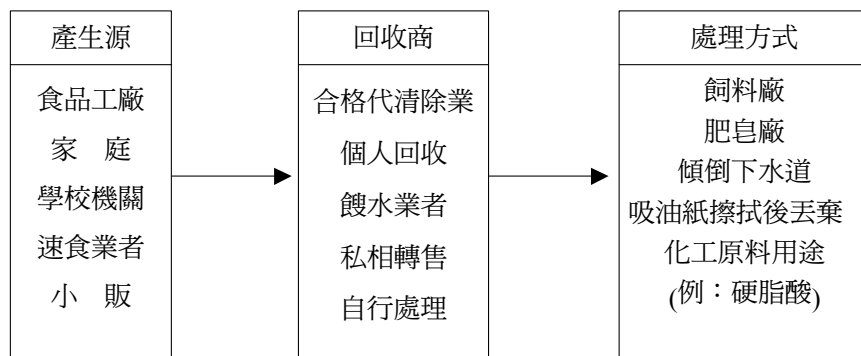 產生源
食品工廠
家　庭
學校機關
速食業者
小　販
回收商
合格代清除業
個人回收
餿水業者
私相轉售
自行處理
處理方式
飼料廠
肥皂廠
傾倒下水道
吸油紙擦拭後丟棄
化工原料用途
(例：硬脂酸)